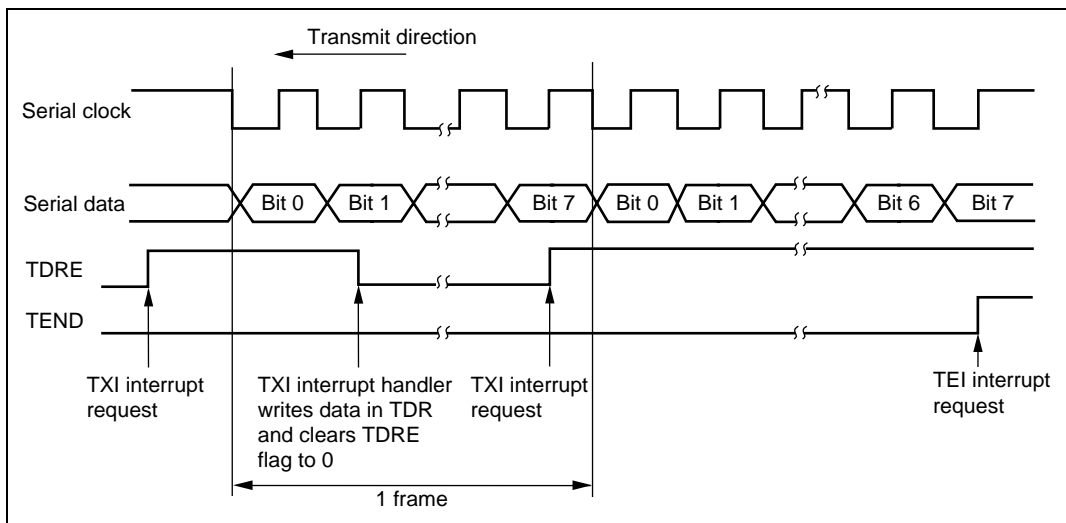 Transmit direction
Serial clock
Serial data
Bit 0
Bit 1
Bit 7
Bit 0
Bit 1
Bit 6
Bit 7
TDRE
TEND
TXI interrupt
request
TXI interrupt handler
writes data in TDR
and clears TDRE
flag to 0
TXI interrupt
request
TEI interrupt
request
1 frame